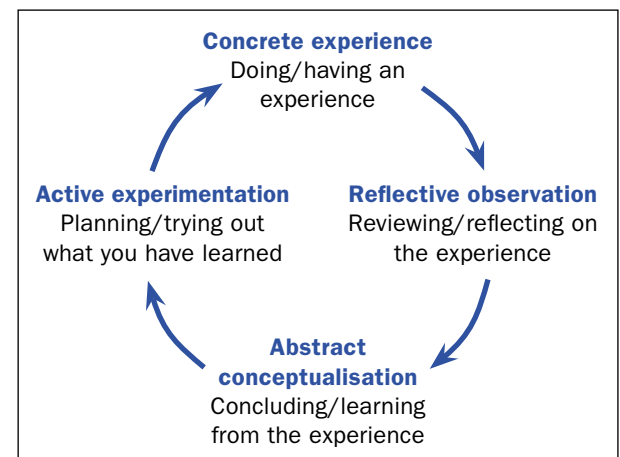 Concrete experience
Doing/having an
experience
Active experimentation
Planning/trying out
what you have learned
Reflective observation
Reviewing/reflecting on
the experience
Abstract
conceptualisation
Concluding/learning
from the experience